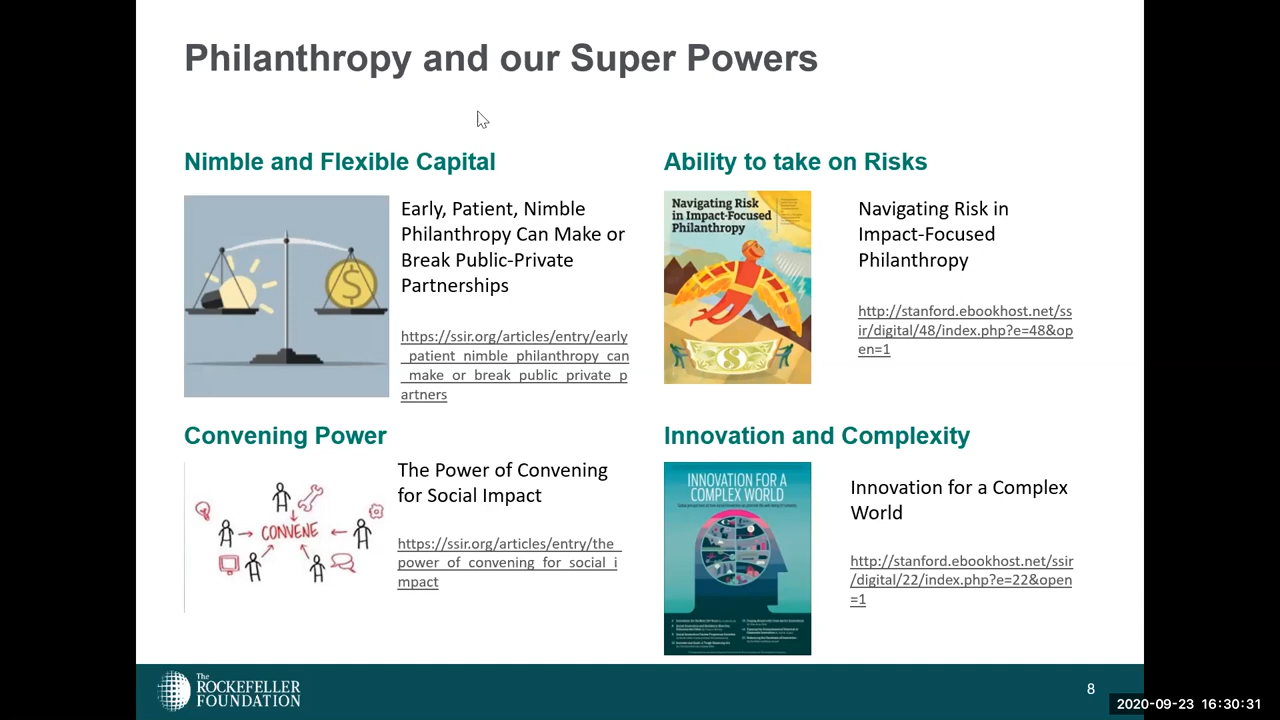 Philanthropy and our Super Powers
Nimble and Flexible Capital
Early, Patient, Nimble
Philanthropy Can Make or
Break Public-Private
Partnerships
https://ssir.org/articles/entry/early
_patient_nimble_philanthropy_can
_make_or_break_public_private_p
artners
$
Ability to take on Risks
Navigating Risk
in Impact-Focused
Philanthropy
Navigating Risk in
Impact-Focused
Philanthropy
http://stanford.ebookhost.net/ss
ir/digital/48/index.php?e=48&op
en=1
Convening Power
CONVENE
The Power of Convening
for Social Impact
https://ssir.org/articles/entry/the_
power_of_convening_for_social_i
mpact
Innovation and Complexity
INNOVATION FOR A
COMPLEX WORLD
Innovation for a Complex
World
http://stanford.ebookhost.net/ssir
/digital/22/index.php?e=22&open
=1
The
ROCKEFELLER
FOUNDATION
8
2020-09-23 16:30:31